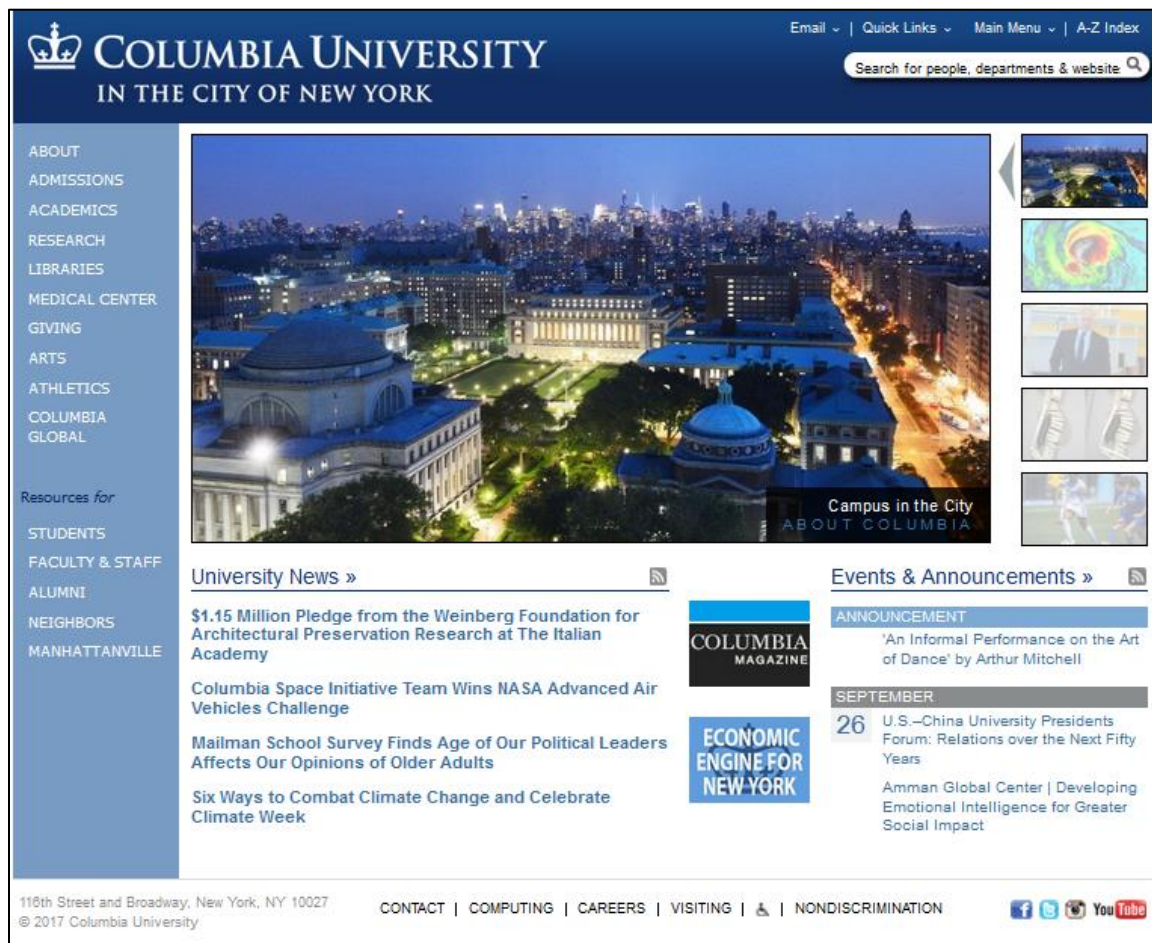 COLUMBIA UNIVERSITY
IN THE CITY OF NEW YORK
Email | Quick Links Main Menu | A-Z Index
Search for people, departments & website
ABOUT
ADMISSIONS
ACADEMICS
RESEARCH
LIBRARIES
MEDICAL CENTER
GIVING
ARTS
ATHLETICS
COLUMBIA
GLOBAL
Resources for
STUDENTS
FACULTY & STAFF
ALUMNI
NEIGHBORS
MANHATTANVILLE
Campus in the City
ABOUT COLUMBIA
University News »
$1.15 Million Pledge from the Weinberg Foundation for
Architectural Preservation Research at The Italian
Academy
Columbia Space Initiative Team Wins NASA Advanced Air
Vehicles Challenge
Mailman School Survey Finds Age of Our Political Leaders
Affects Our Opinions of Older Adults
Six Ways to Combat Climate Change and Celebrate
Climate Week
COLUMBIA
MAGAZINE
ECONOMIC
ENGINE FOR
NEW YORK
Events & Announcements »
ANNOUNCEMENT
'An Informal Performance on the Art
of Dance' by Arthur Mitchell
SEPTEMBER
26
U.S.–China University Presidents
Forum: Relations over the Next Fifty
Years
Amman Global Center | Developing
Emotional Intelligence for Greater
Social Impact
116th Street and Broadway, New York, NY 10027
© 2017 Columbia University
CONTACT | COMPUTING | CAREERS | VISITING | | NONDISCRIMINATION
YouTube